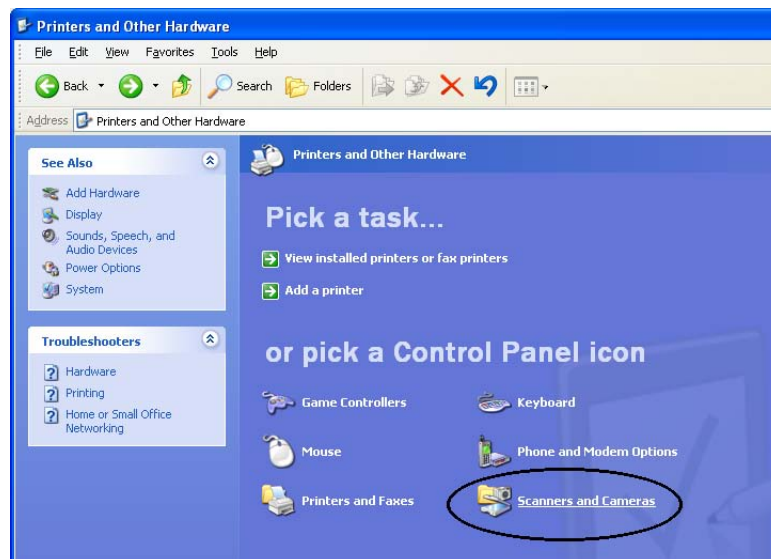 Printers and Other Hardware
File Edit View Favorites Tools Help
Back Search Folders
Address Printers and Other Hardware
See Also
Add Hardware
Display
Sounds, Speech, and
Audio Devices
Power Options
System
Troubleshooters
Hardware
Printing
Home or Small Office
Networking
Printers and Other Hardware
Pick a task...
View installed printers or fax printers
Add a printer
or pick a Control Panel icon
Game Controllers Keyboard
Mouse Phone and Modem Options
Printers and Faxes Scanners and Cameras